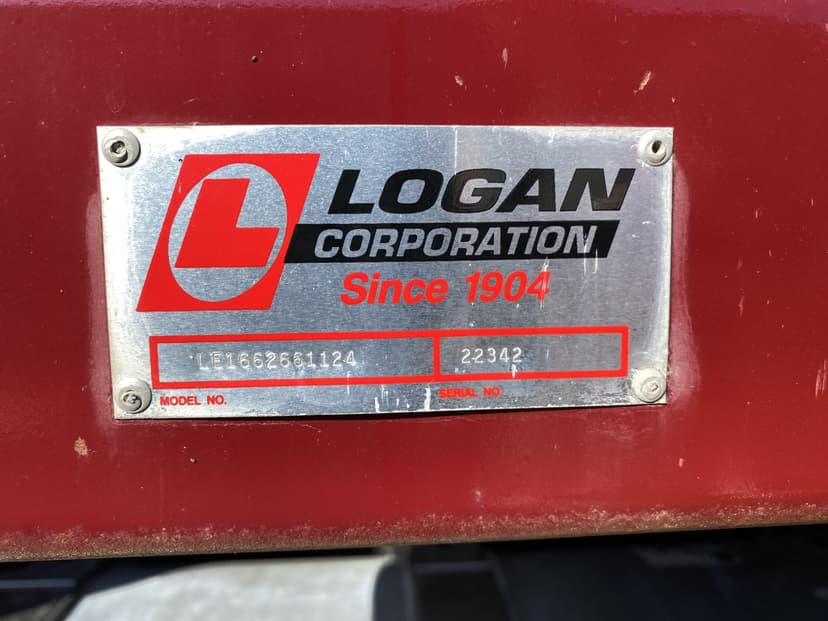 L
LOGAN
CORPORATION
Since 1904
LE1662661124
22342
MODEL NO.
SERIAL NO.